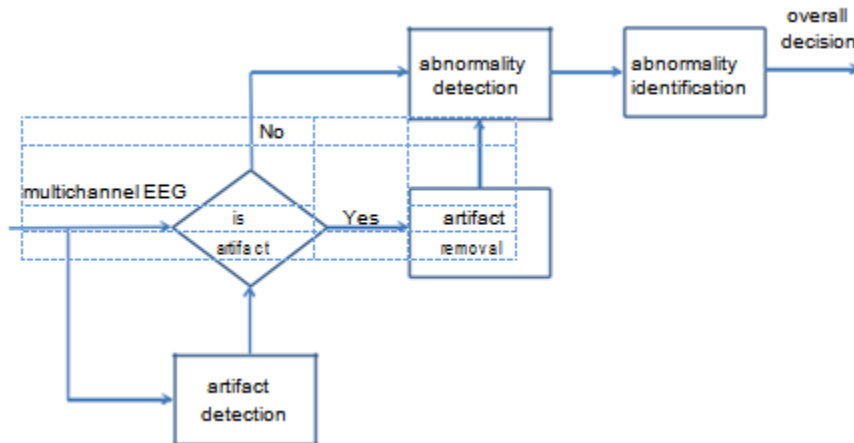 overall
decision
abnormality
detection
abnormality
identification
No
multichannel EEG
is
artifact
Yes
artifact
removal
artifact
detection